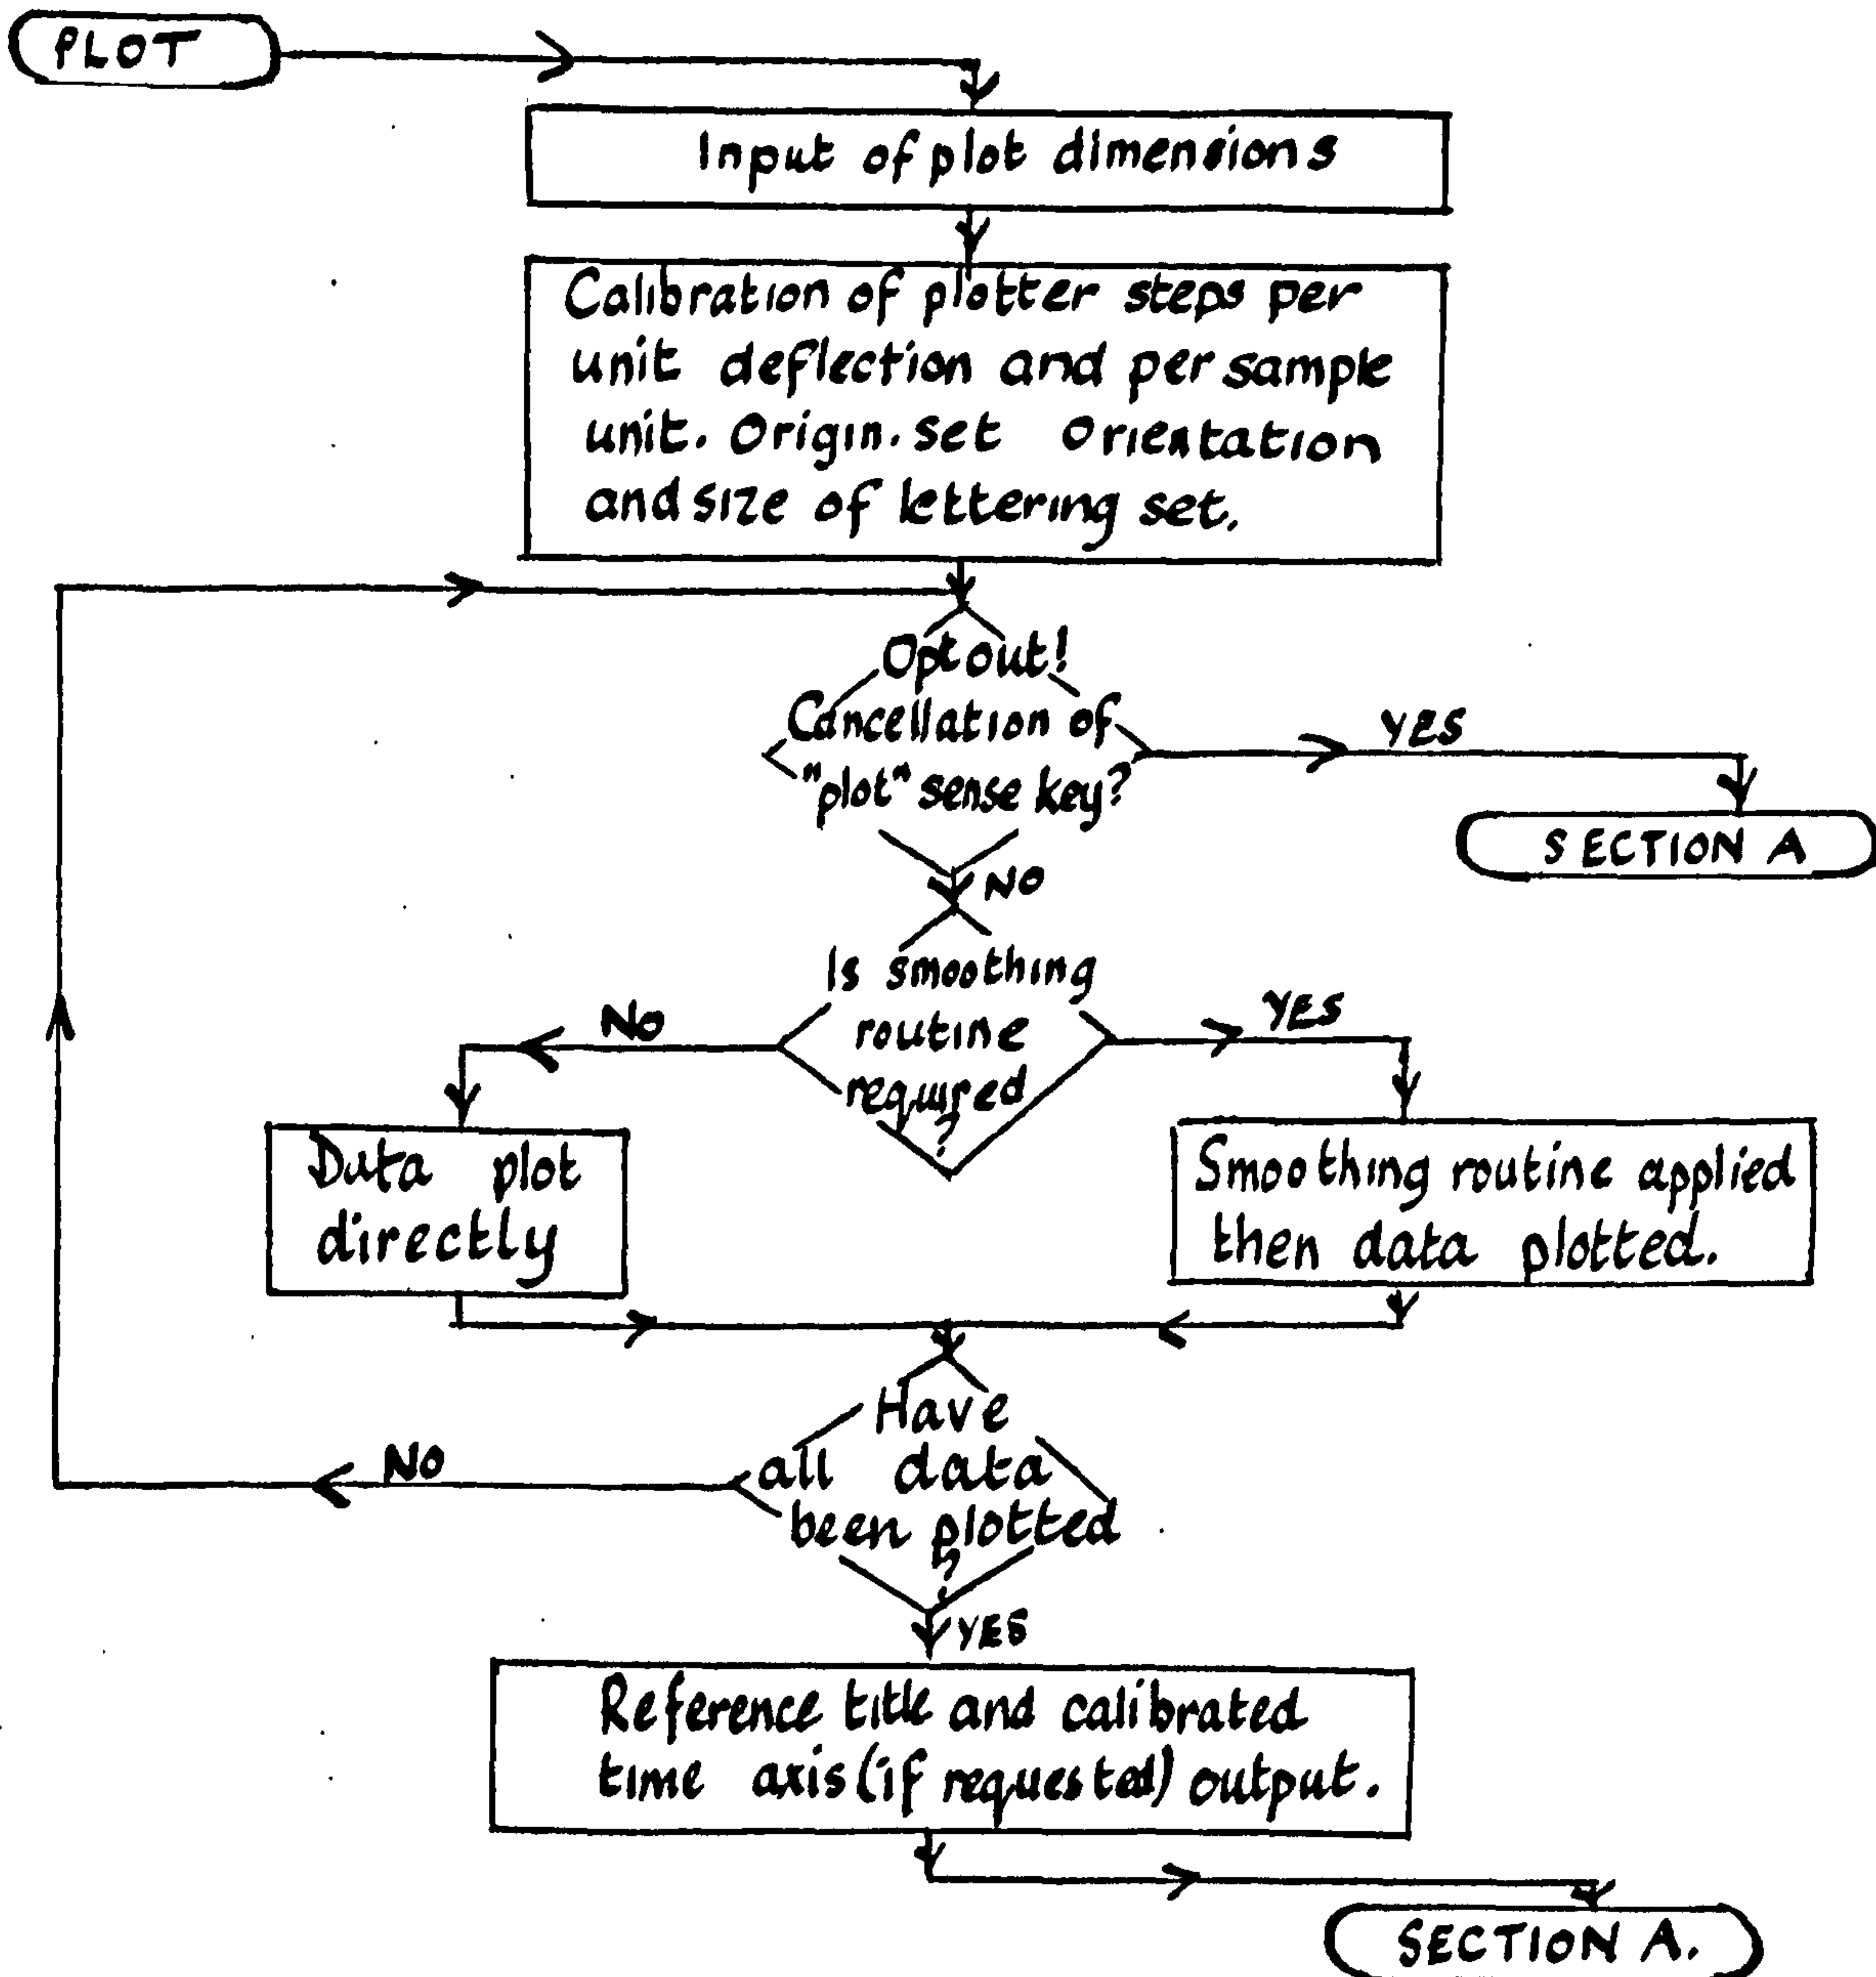 PLOT
Input of plot dimensions
Calibration of plotter steps per
unit deflection and per sample
unit. Origin. set Orientation
and size of lettering set.
Opt out!
Cancellation of
"plot" sense key?
YES
SECTION A
NO
Is smoothing
routine
required
?
No
YES
Data plot
directly
Smoothing routine applied
then data plotted.
Have
all data
been plotted
?
No
YES
Reference title and calibrated
time axis (if requested) output.
SECTION A.